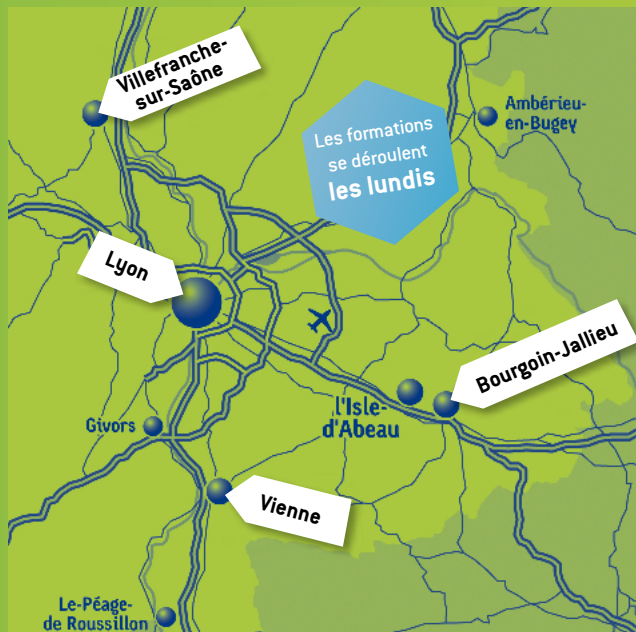 Villefranche-
sur-Saône
Les formations
se déroulent
les lundis
Ambérieu-
en-Bugey
Lyon
Bourgoin-Jallieu
l'Isle-
d'Abeau
Givors
Vienne
Le-Péage-
de Roussillon